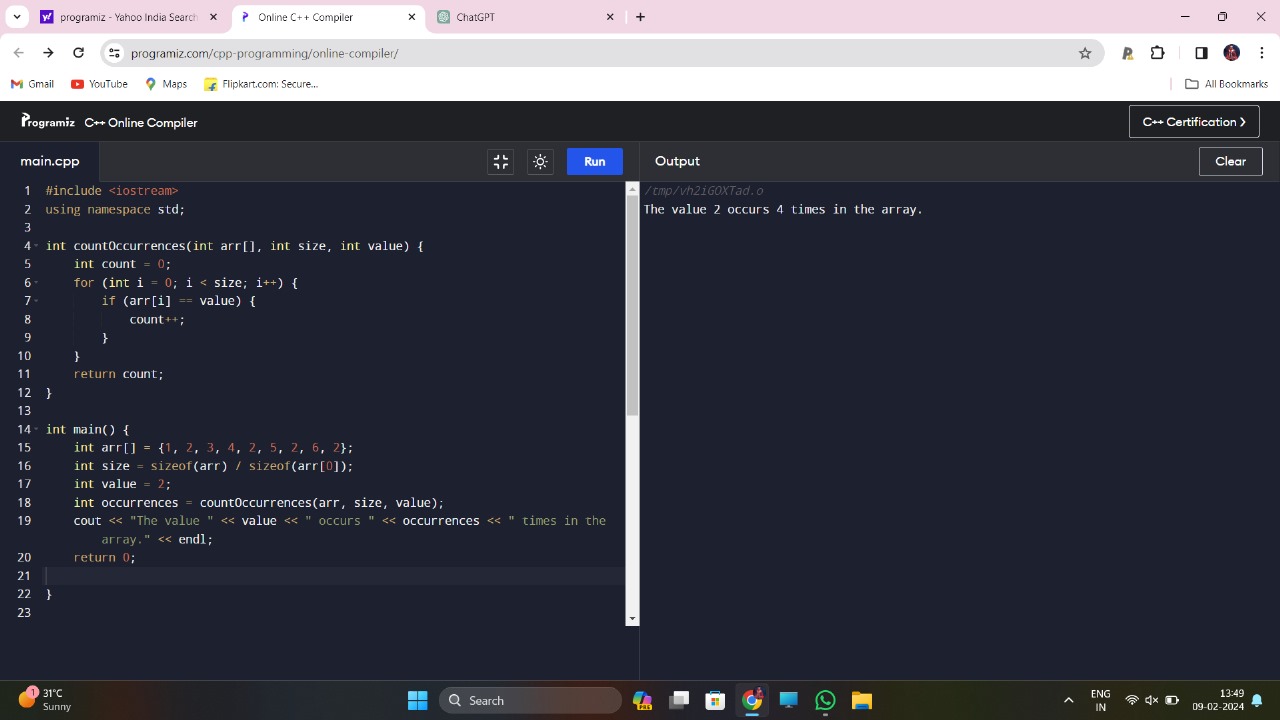 programiz - Yahoo India Search
Online C++ Compiler
ChatGPT
programiz.com/cpp-programming/online-compiler/
Gmail
YouTube
Maps
Flipkart.com: Secure...
All Bookmarks
Programiz C++ Online Compiler
C++ Certification >
main.cpp
Run
Output
Clear
1 #include <iostream>
2 using namespace std;
3
4 int countOccurrences(int arr[], int size, int value) {
5 int count = 0;
6 for (int i = 0; i < size; i++) {
7 if (arr[i] == value) {
8 count++;
9 }
10 }
11 return count;
12 }
13
14 int main() {
15 int arr[] = {1, 2, 3, 4, 2, 5, 2, 6, 2};
16 int size = sizeof(arr) / sizeof(arr[0]);
17 int value = 2;
18 int occurrences = countOccurrences(arr, size, value);
19 cout << "The value " << value << " occurs " << occurrences << " times in the
array." << endl;
20 return 0;
21
22 }
23
/tmp/vh2iGOXTad.o
The value 2 occurs 4 times in the array.
1
31°C
Sunny
Search
PRE
ENG
IN
13:49
09-02-2024